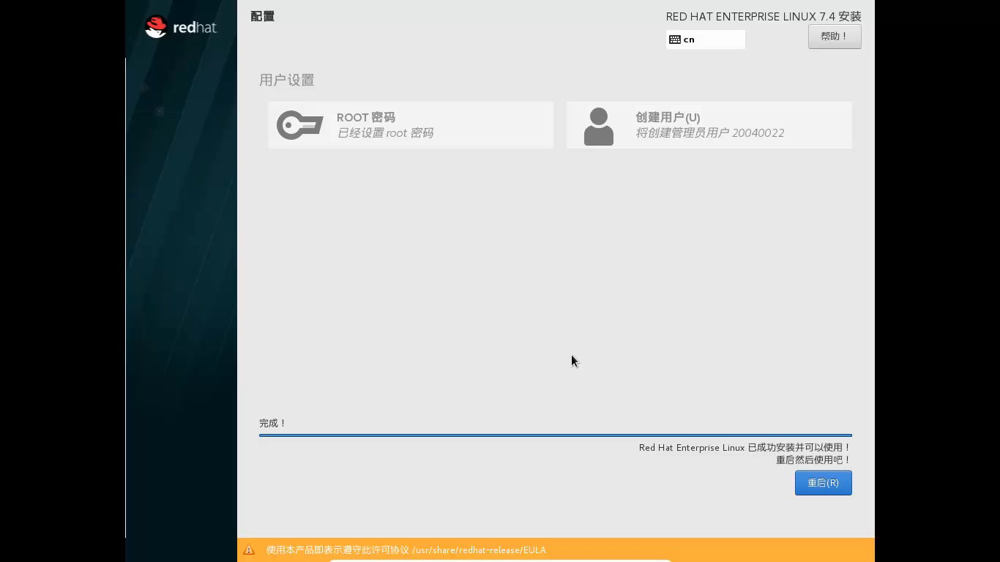 redhat.
配置
RED HAT ENTERPRISE LINUX 7.4 安装
cn
帮助！
用户设置
ROOT 密码
已经设置 root 密码
创建用户(U)
将创建管理员用户 20040022
完成！
Red Hat Enterprise Linux 已成功安装并可以使用！
重启然后使用吧！
重启(R)
使用本产品即表示遵守此许可协议 /usr/share/redhat-release/EULA